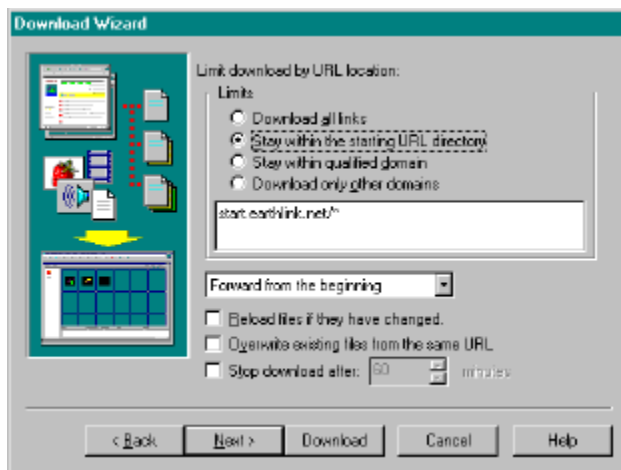 Download Wizard
Limit download by URL location:
Limits
Download all links
Stay within the starting URL directory
Stay within qualified domain
Download only other domains
start.earthlink.net/*
Forward from the beginning
Reload files if they have changed.
Overwrite existing files from the same URL
Stop download after: 60 minutes
< Back Next > Download Cancel Help